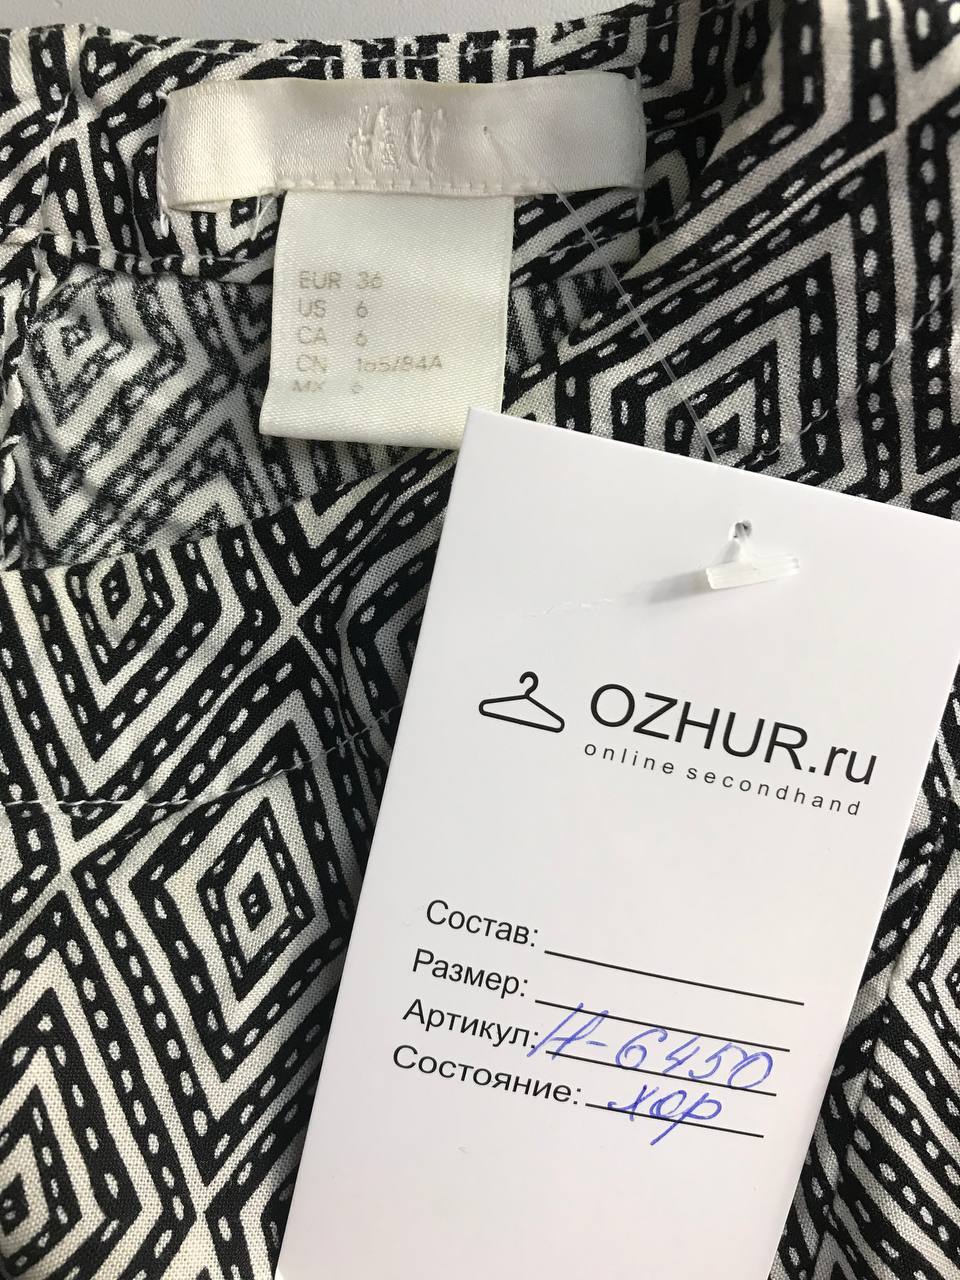 H&M
EUR 36
US 6
CA 6
CN 165/84A
MX 6
OZHUR.ru
online secondhand
Состав:
Размер:
Артикул: H-6450
Состояние: хор